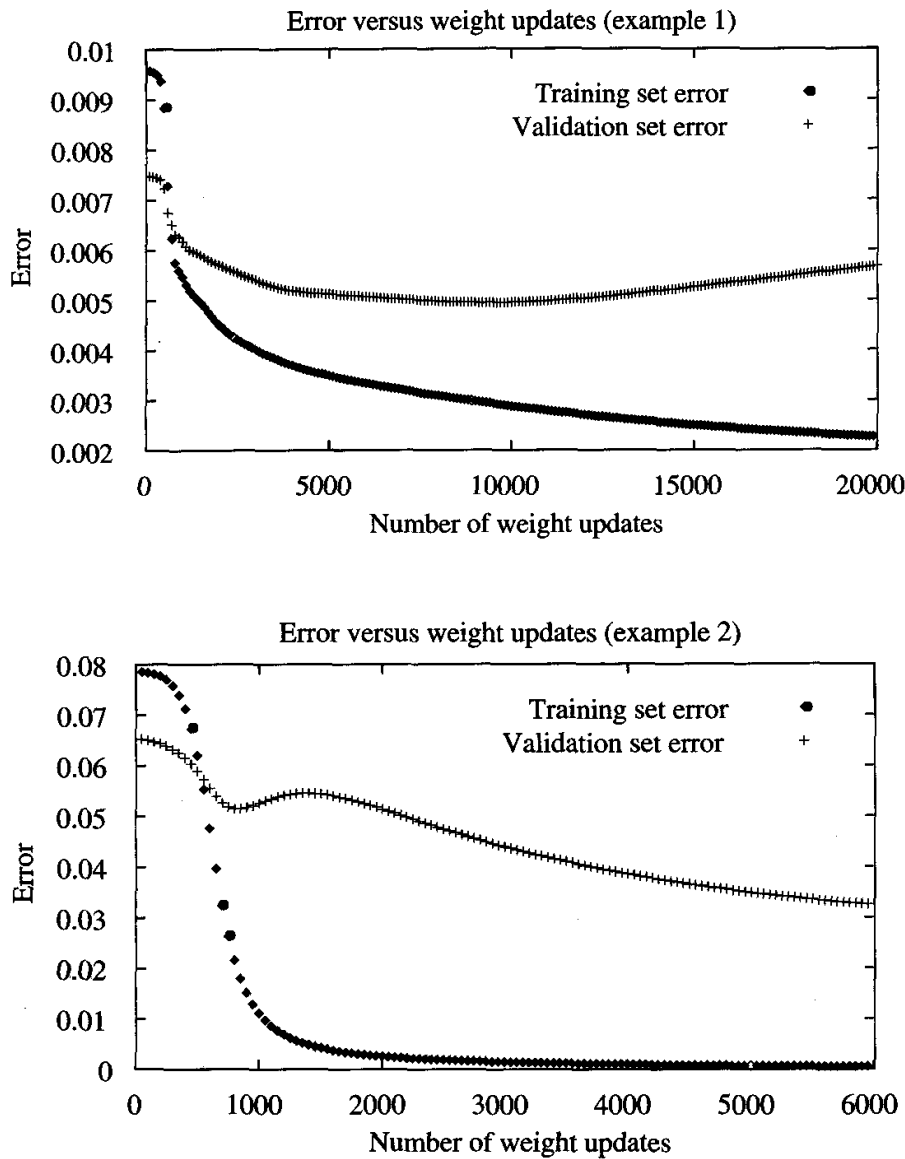 Error versus weight updates (example 1)
0.01
0.009
0.008
0.007
0.006
0.005
0.004
0.003
0.002
Error
Training set error
Validation set error
0 5000 10000 15000 20000
Number of weight updates
Error versus weight updates (example 2)
0.08
0.07
0.06
0.05
0.04
0.03
0.02
0.01
0
Error
Training set error
Validation set error
0 1000 2000 3000 4000 5000 6000
Number of weight updates